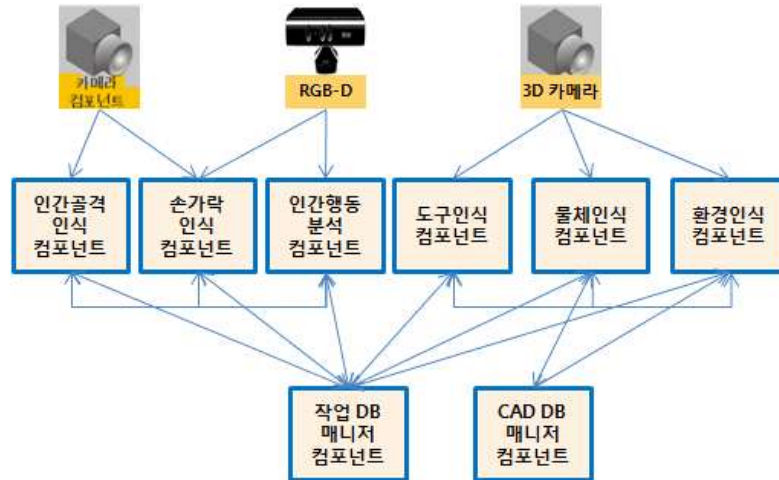 카메라
컴포넌트
RGB-D
3D 카메라
인간골격
인식
컴포넌트
손가락
인식
컴포넌트
인간행동
분석
컴포넌트
도구인식
컴포넌트
물체인식
컴포넌트
환경인식
컴포넌트
작업 DB
매니저
컴포넌트
CAD DB
매니저
컴포넌트